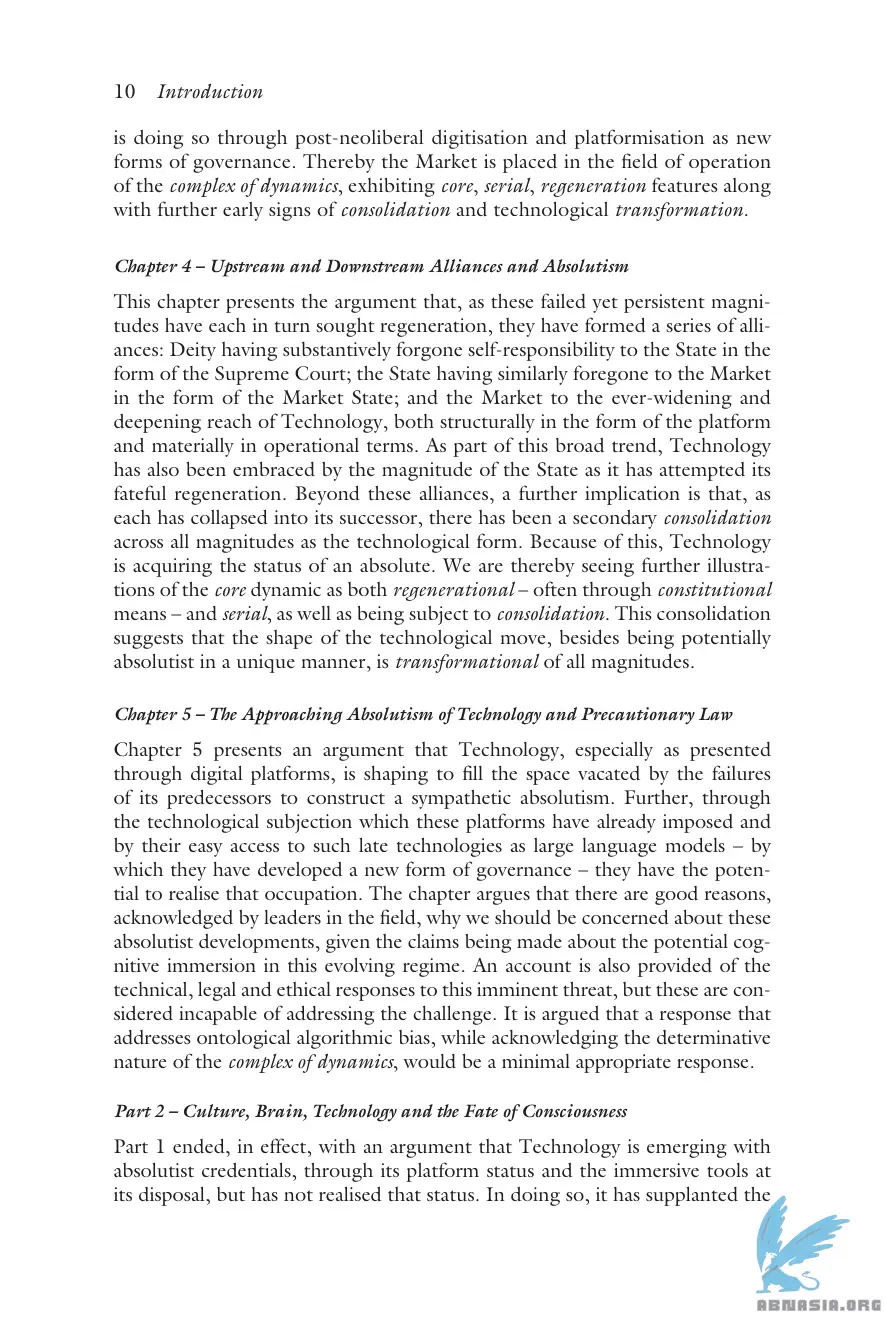 10 Introduction
is doing so through post-neoliberal digitisation and platformisation as new
forms of governance. Thereby the Market is placed in the field of operation
of the complex of dynamics, exhibiting core, serial, regeneration features along
with further early signs of consolidation and technological transformation.
Chapter 4 – Upstream and Downstream Alliances and Absolutism
This chapter presents the argument that, as these failed yet persistent magni-
tudes have each in turn sought regeneration, they have formed a series of alli-
ances: Deity having substantively forgone self-responsibility to the State in the
form of the Supreme Court; the State having similarly foregone to the Market
in the form of the Market State; and the Market to the ever-widening and
deepening reach of Technology, both structurally in the form of the platform
and materially in operational terms. As part of this broad trend, Technology
has also been embraced by the magnitude of the State as it has attempted its
fateful regeneration. Beyond these alliances, a further implication is that, as
each has collapsed into its successor, there has been a secondary consolidation
across all magnitudes as the technological form. Because of this, Technology
is acquiring the status of an absolute. We are thereby seeing further illustra-
tions of the core dynamic as both regenerational – often through constitutional
means – and serial, as well as being subject to consolidation. This consolidation
suggests that the shape of the technological move, besides being potentially
absolutist in a unique manner, is transformational of all magnitudes.
Chapter 5 – The Approaching Absolutism of Technology and Precautionary Law
Chapter 5 presents an argument that Technology, especially as presented
through digital platforms, is shaping to fill the space vacated by the failures
of its predecessors to construct a sympathetic absolutism. Further, through
the technological subjection which these platforms have already imposed and
by their easy access to such late technologies as large language models – by
which they have developed a new form of governance – they have the poten-
tial to realise that occupation. The chapter argues that there are good reasons,
acknowledged by leaders in the field, why we should be concerned about these
absolutist developments, given the claims being made about the potential cog-
nitive immersion in this evolving regime. An account is also provided of the
technical, legal and ethical responses to this imminent threat, but these are con-
sidered incapable of addressing the challenge. It is argued that a response that
addresses ontological algorithmic bias, while acknowledging the determinative
nature of the complex of dynamics, would be a minimal appropriate response.
Part 2 – Culture, Brain, Technology and the Fate of Consciousness
Part 1 ended, in effect, with an argument that Technology is emerging with
absolutist credentials, through its platform status and the immersive tools at
its disposal, but has not realised that status. In doing so, it has supplanted the
ABNASIA.ORG